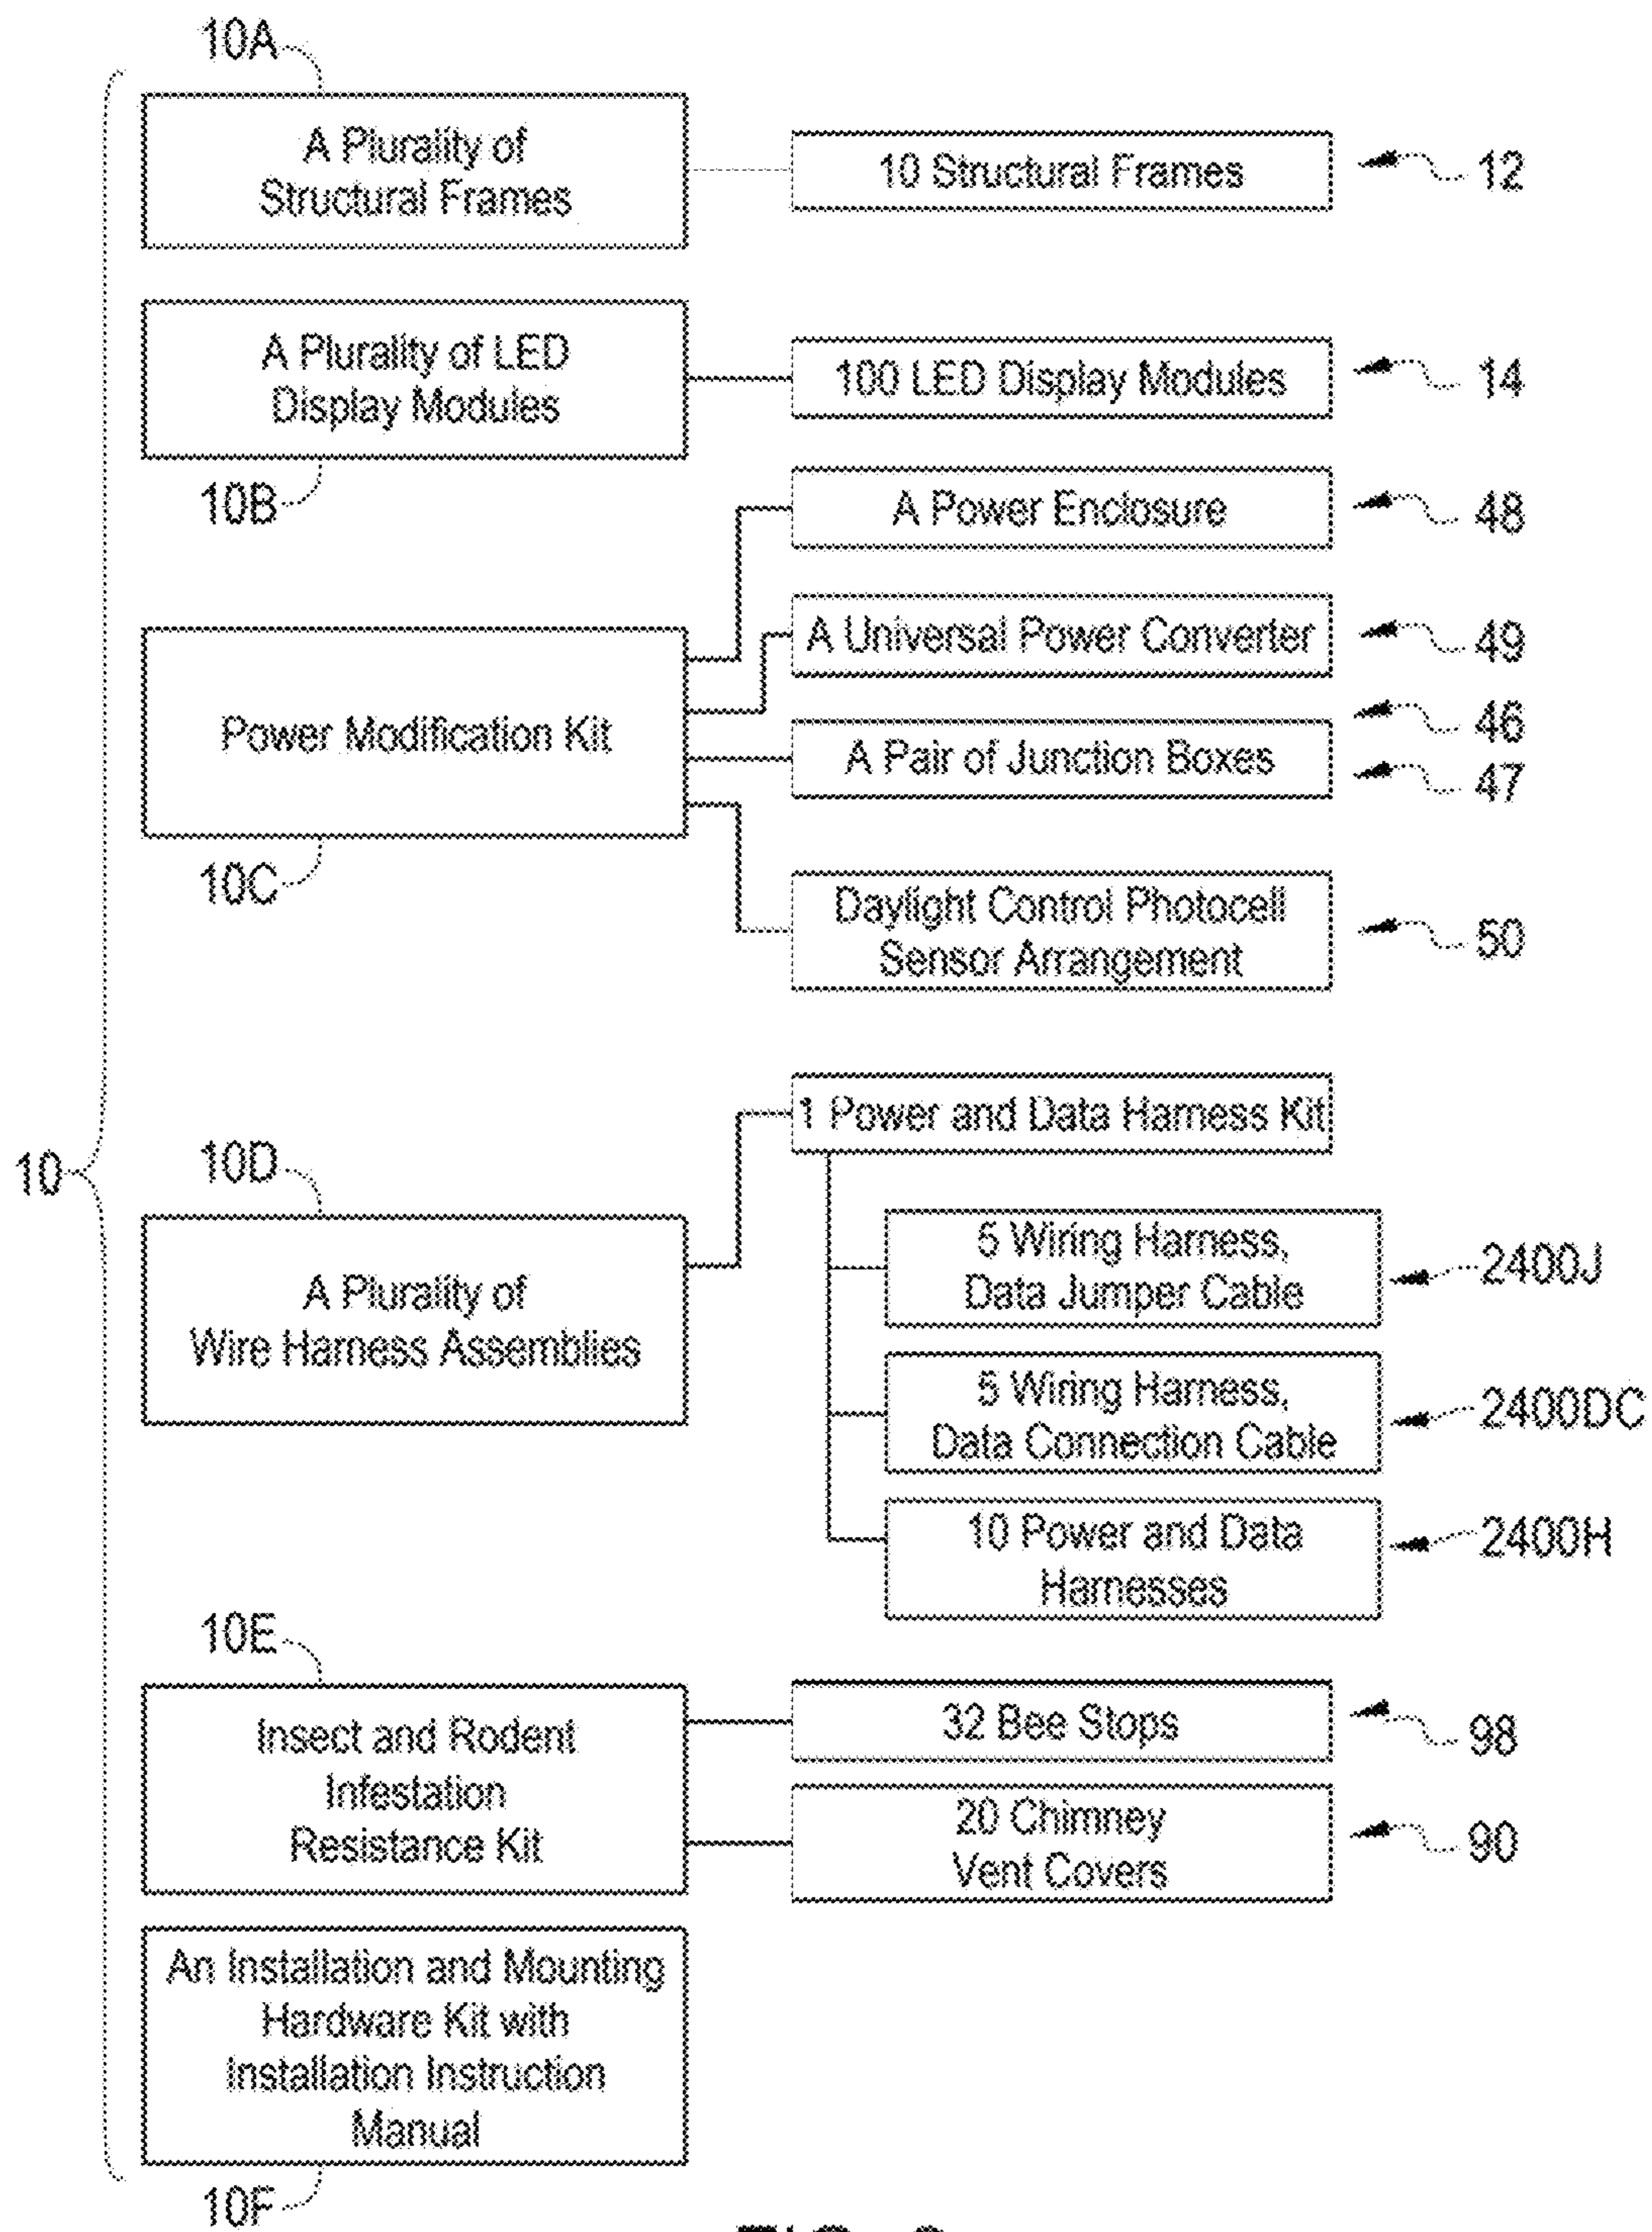 10A
A Plurality of
Structural Frames
10 Structural Frames
12
A Plurality of LED
Display Modules
100 LED Display Modules
14
10B
A Power Enclosure
48
A Universal Power Converter
49
Power Modification Kit
46
A Pair of Junction Boxes
47
10C
Daylight Control Photocell
Sensor Arrangement
50
1 Power and Data Harness Kit
10
10D
5 Wiring Harness,
Data Jumper Cable
2400J
A Plurality of
Wire Harness Assemblies
5 Wiring Harness,
Data Connection Cable
2400DC
10 Power and Data
Harnesses
2400H
10E
Insect and Rodent
Infestation
Resistance Kit
32 Bee Stops
98
20 Chimney
Vent Covers
90
An Installation and Mounting
Hardware Kit with
Installation Instruction
Manual
10F